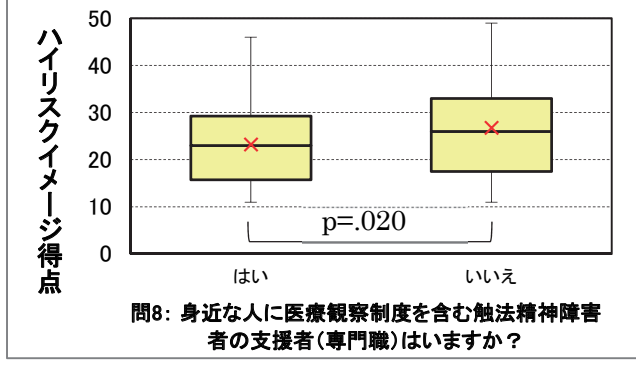 ハイリスクイメージ得点
50
40
30
20
10
0
p=.020
はい
いいえ
問8: 身近な人に医療観察制度を含む触法精神障害
者の支援者(専門職)はいますか?